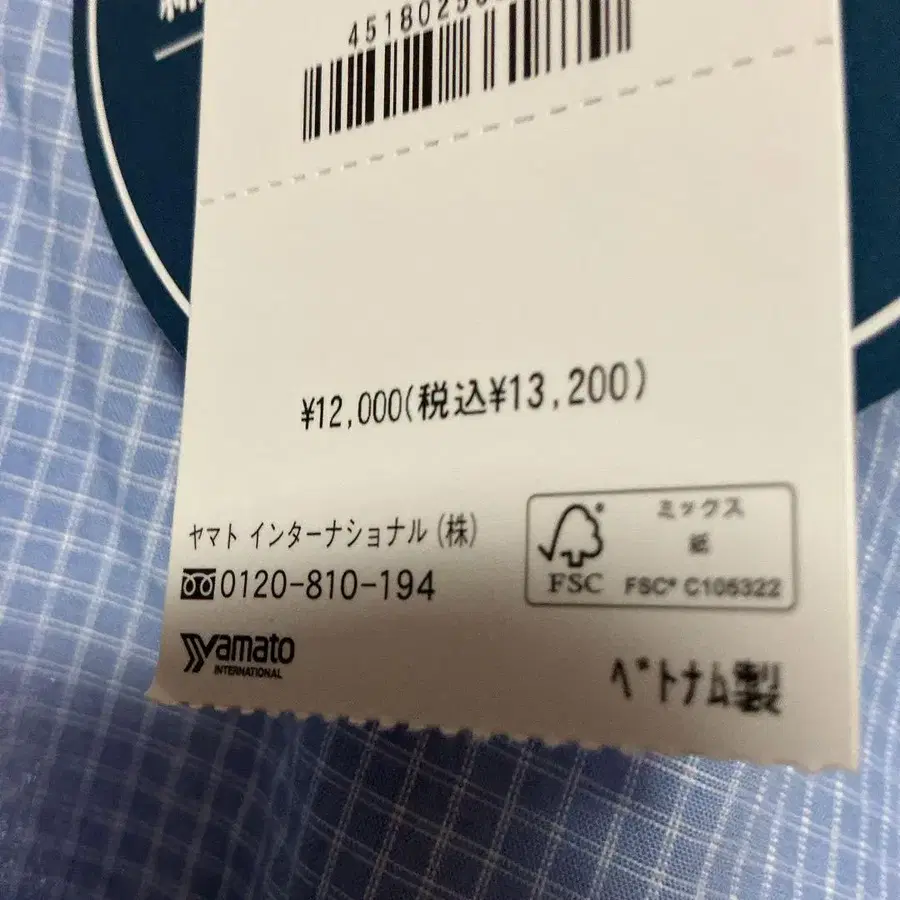 ¥12,000(税込¥13,200)
ヤマト インターナショナル(株)
0120-810-194
yamato
INTERNATIONAL
FSC
ミックス
紙
FSC® C105322
ベトナム製